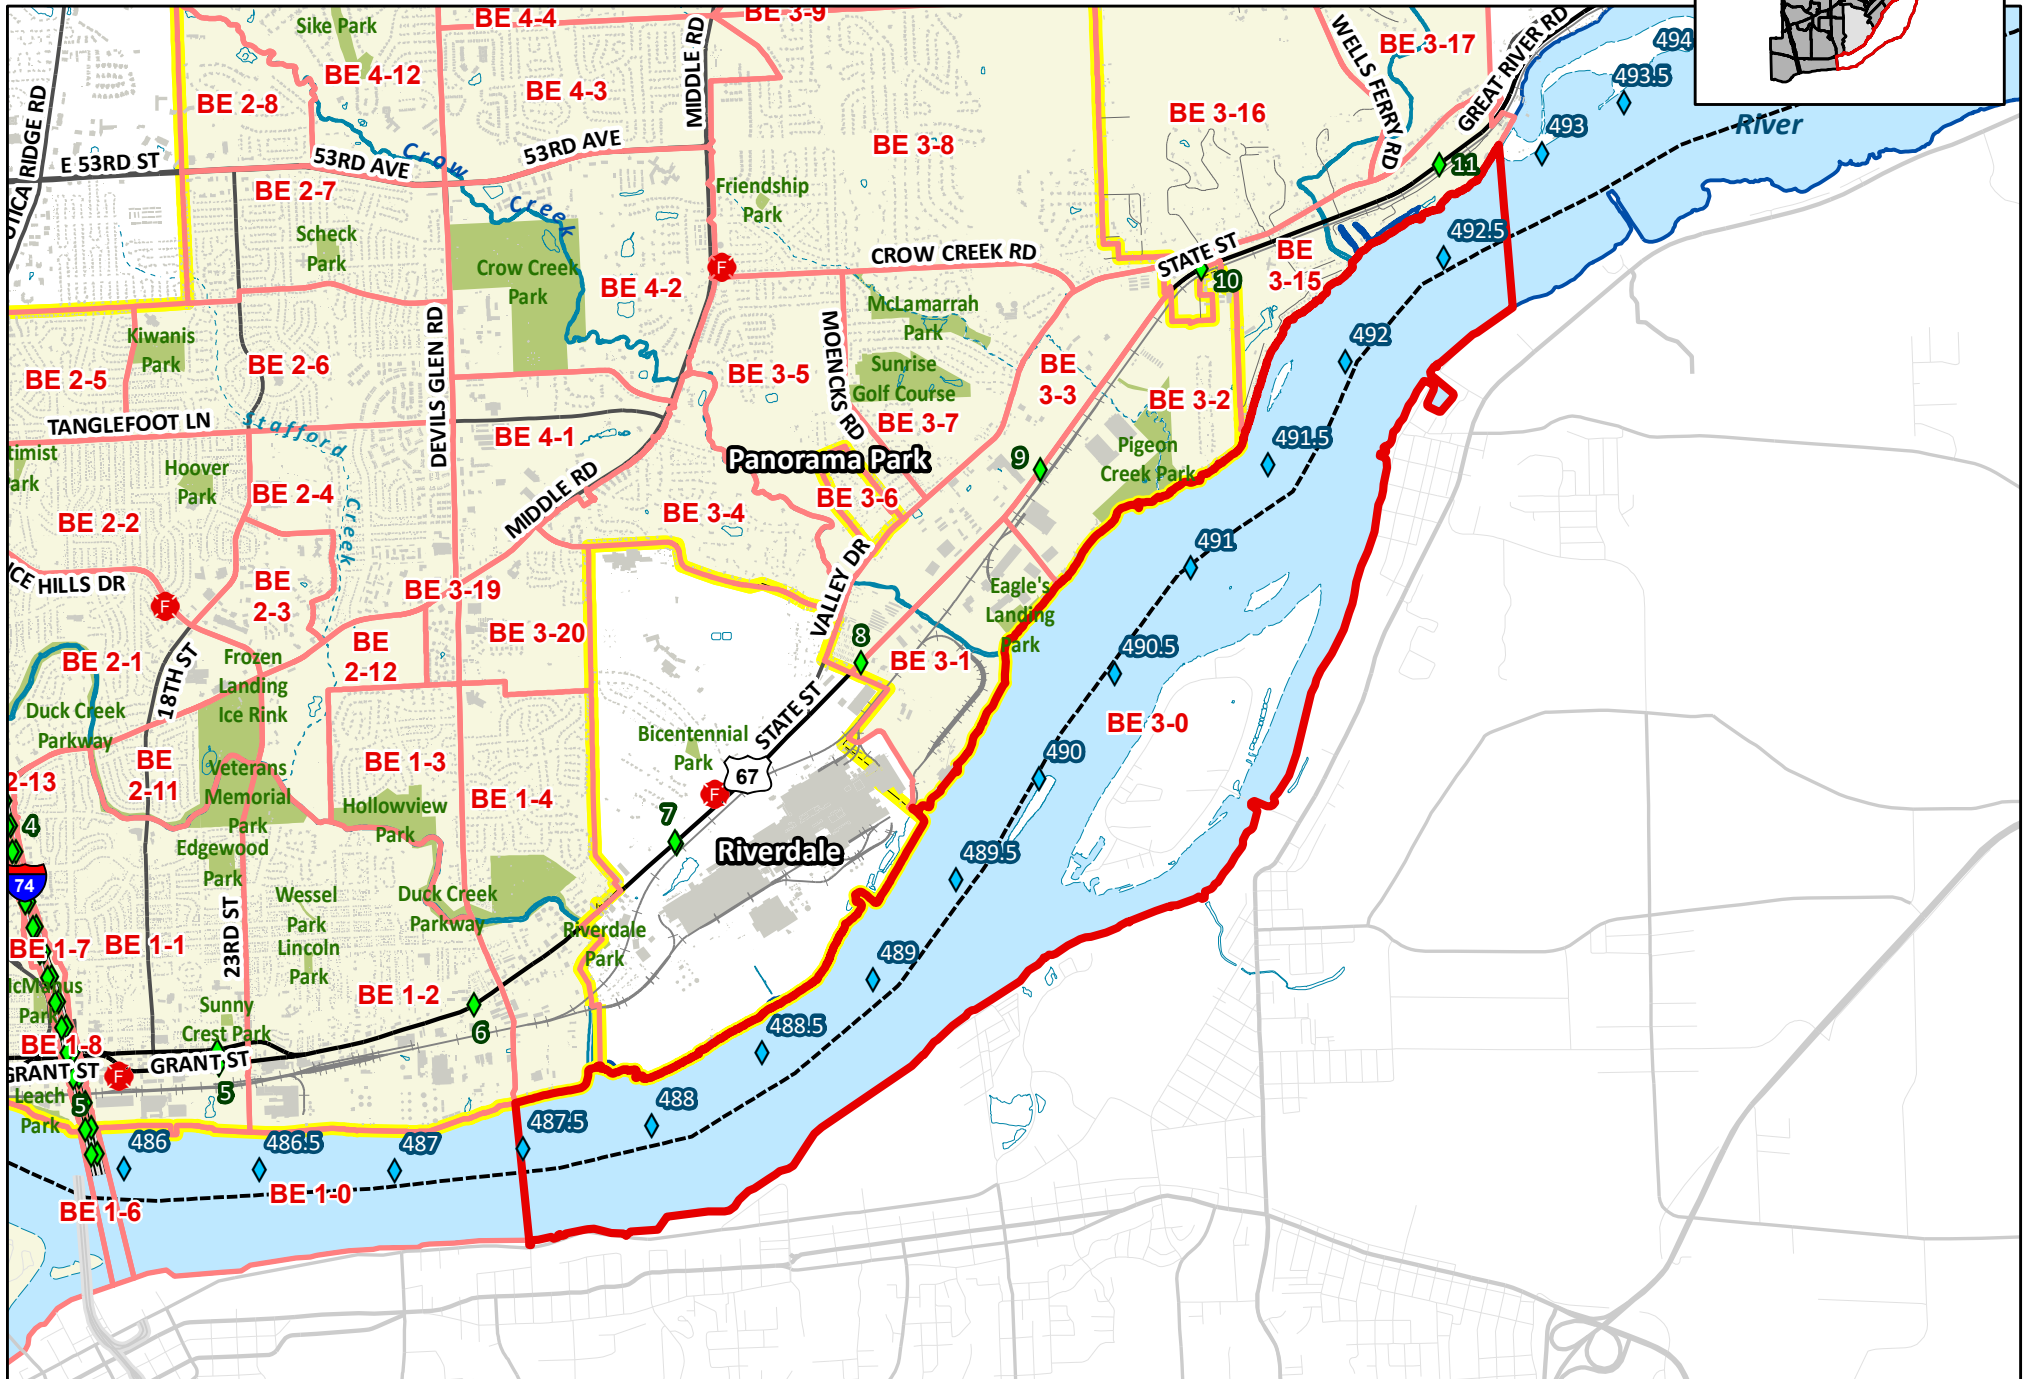 Sike Park
BE 4-4
BE 3-9
MIDDLE RD
WELLS FERRY RD
BE 3-17
GREAT RIVER RD
494
493.5
493
River
UTICA RIDGE RD
BE 4-12
BE 2-8
BE 4-3
BE 3-16
BE 3-8
E 53RD ST
53RD AVE
53RD AVE
Crow
Creek
11
BE 2-7
Friendship
Park
Scheck
Park
492.5
CROW CREEK RD
STATE ST
BE
3-15
10
Crow Creek
Park
BE 4-2
F
McLamarrah
Park
MOENCKS RD
Kiwanis
Park
DEVILS GLEN RD
492
BE 2-5
BE 2-6
BE 3-5
Sunrise
Golf Course
BE
3-3
BE 3-2
TANGLEFOOT LN
Stafford
Creek
BE 4-1
BE 3-7
491.5
Pigeon
Creek Park
timist
ark
Hoover
Park
Panorama Park
9
BE 2-4
MIDDLE RD
BE 3-6
BE 3-4
BE 2-2
491
ICE HILLS DR
F
BE
2-3
BE 3-19
VALLEY DR
Eagle's
Landing
Park
BE 3-20
8
BE 3-1
BE 2-1
18TH ST
Frozen
Landing
Ice Rink
BE
2-12
490.5
Duck Creek
Parkway
BE 3-0
Bicentennial
Park
STATE ST
67
F
490
2-13
BE
2-11
Veterans
Memorial
Park
BE 1-3
BE 1-4
Hollowview
Park
4
7
Riverdale
489.5
Edgewood
Park
74
Wessel
Park
Duck Creek
Parkway
23RD ST
Riverdale
Park
BE 1-7
BE 1-1
Lincoln
Park
489
BE 1-2
cManus
Park
Sunny
Crest Park
6
488.5
BE 1-8
GRANT ST
F
GRANT ST
5
5
Leach
Park
486
486.5
487
487.5
488
BE 1-0
BE 1-6